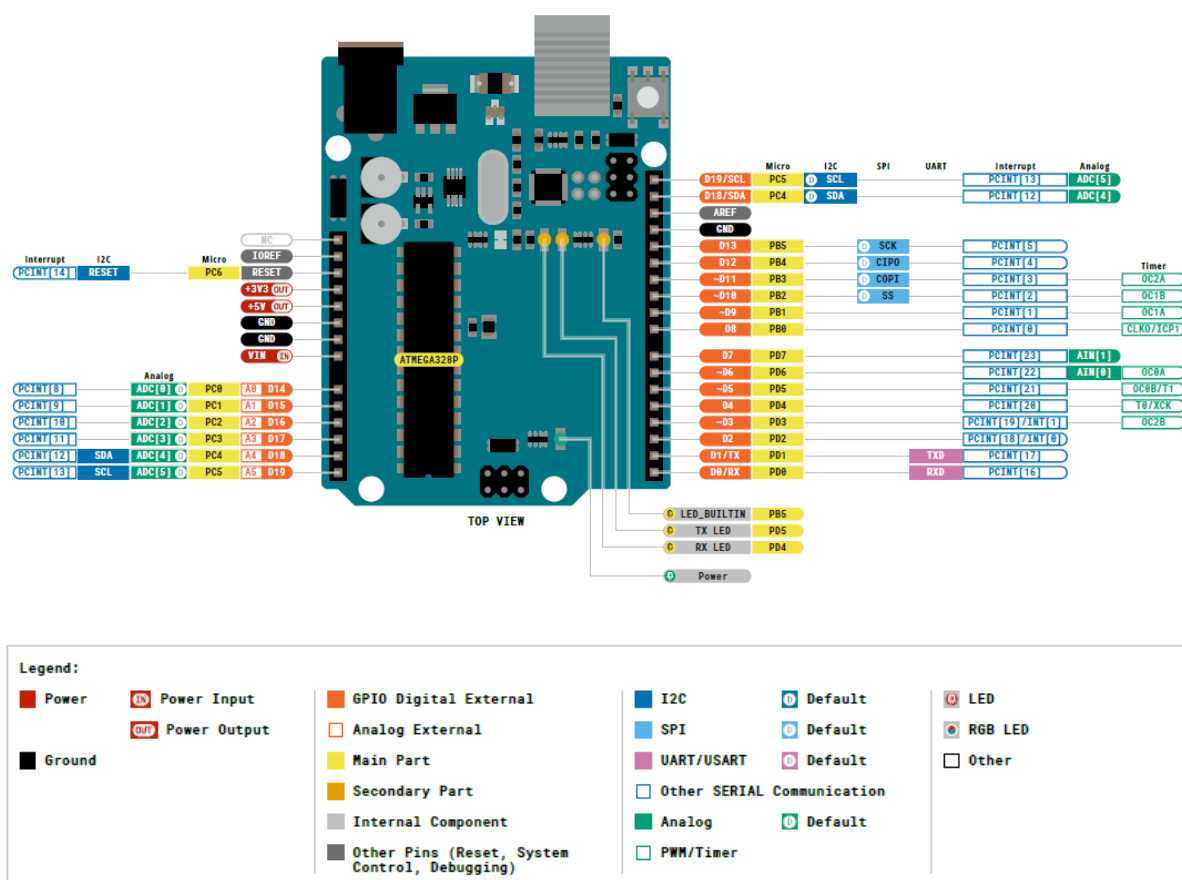 Micro I2C SPI UART Interrupt Analog
D19/SCL PC5 D SCL PCINT[13] ADC[5]
D18/SDA PC4 D SDA PCINT[12] ADC[4]
AREF
GND
D13 PB5 D SCK PCINT[5]
D12 PB4 D CIPO PCINT[4]
Timer
~D11 PB3 D COPI PCINT[3] OC2A
~D10 PB2 D SS PCINT[2] OC1B
~D9 PB1 PCINT[1] OC1A
D8 PB0 PCINT[0] CLKO/ICP1
D7 PD7 PCINT[23] AIN[1]
~D6 PD6 PCINT[22] AIN[0] OC0A
~D5 PD5 PCINT[21] OC0B/T1
D4 PD4 PCINT[20] T0/XCK
~D3 PD3 PCINT[19]/INT[1] OC2B
D2 PD2 PCINT[18]/INT[0]
D1/TX PD1 TXD PCINT[17]
D0/RX PD0 RXD PCINT[16]
NC
IOREF
Interrupt I2C Micro
PCINT[14] RESET PC6 RESET
+3V3 OUT
+5V OUT
GND
GND
VIN IN
ATMEGA328P
Analog
PCINT[8] ADC[0] D PC0 A0 D14
PCINT[9] ADC[1] D PC1 A1 D15
PCINT[10] ADC[2] D PC2 A2 D16
PCINT[11] ADC[3] D PC3 A3 D17
PCINT[12] SDA ADC[4] D PC4 A4 D18
PCINT[13] SCL ADC[5] D PC5 A5 D19
TOP VIEW
LED_BUILTIN PB5
TX LED PD5
RX LED PD4
Power
Legend:
Power
IN Power Input
OUT Power Output
Ground
GPIO Digital External
Analog External
Main Part
Secondary Part
Internal Component
Other Pins (Reset, System
Control, Debugging)
I2C D Default
SPI D Default
UART/USART D Default
Other SERIAL Communication
Analog D Default
PWM/Timer
LED
RGB LED
Other